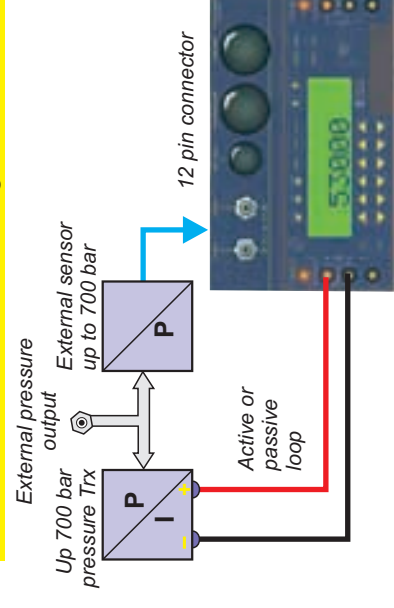 External pressure
output
Up 700 bar
pressure Trx
External sensor
up to 700 bar
12 pin connector
P
I
–
+
P
Active or
passive
loop
53000